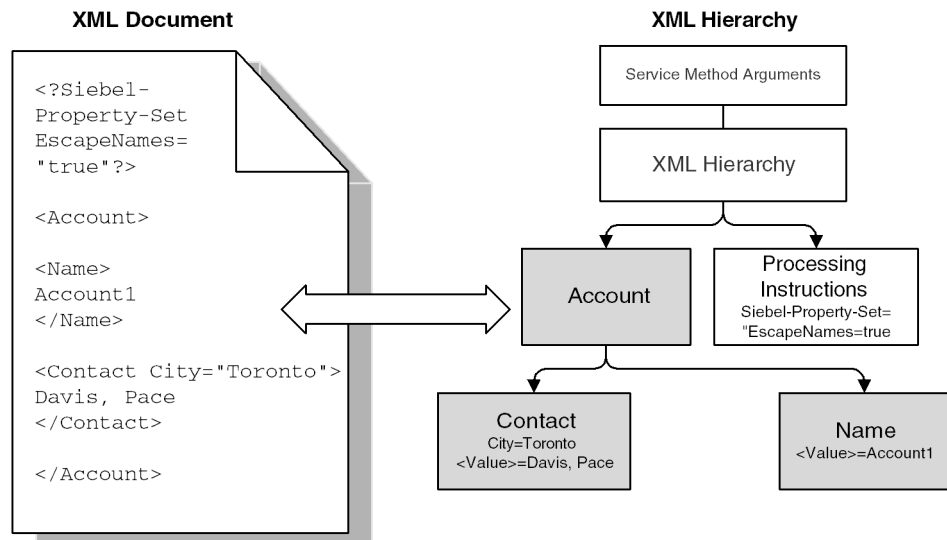 XML Document
<?Siebel-
Property-Set
EscapeNames=
"true"?>
<Account>
<Name>
Account1
</Name>
<Contact City="Toronto">
Davis, Pace
</Contact>
</Account>
XML Hierarchy
Service Method Arguments
XML Hierarchy
Account
Processing
Instructions
Siebel-Property-Set=
"EscapeNames=true
Contact
City=Toronto
<Value>=Davis, Pace
Name
<Value>=Account1